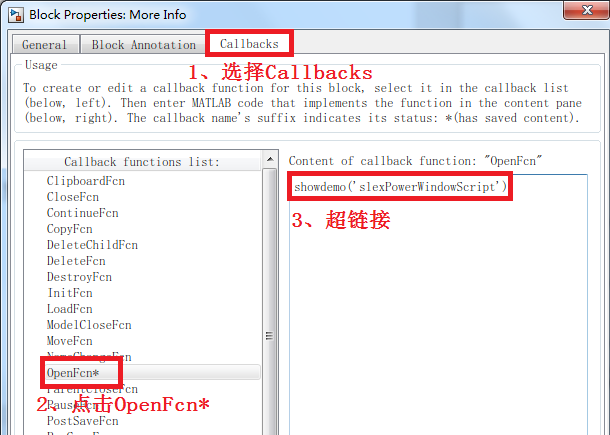 Block Properties: More Info
General
Block Annotation
Callbacks
1、选择Callbacks
Usage
To create or edit a callback function for this block, select it in the callback list
(below, left). Then enter MATLAB code that implements the function in the content pane
(below, right). The callback name's suffix indicates its status: *(has saved content).
Callback functions list:
Content of callback function: "OpenFcn"
ClipboardFcn
showdemo('slexPowerWindowScript')
CloseFcn
ContinueFcn
3、超链接
CopyFcn
DeleteChildFcn
DeleteFcn
DestroyFcn
InitFcn
LoadFcn
ModelCloseFcn
MoveFcn
NameChangeFcn
OpenFcn*
ParentCloseFcn
2、点击OpenFcn*
PauseFcn
PostSaveFcn